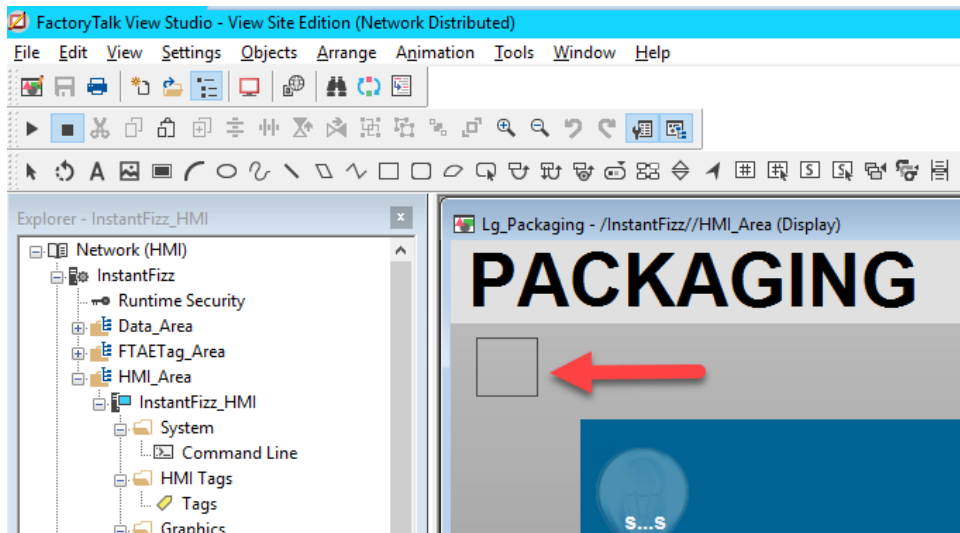 FactoryTalk View Studio - View Site Edition (Network Distributed)
File Edit View Settings Objects Arrange Animation Tools Window Help
Explorer - InstantFizz_HMI
x
Lg_Packaging - /InstantFizz//HMI_Area (Display)
PACKAGING
Network (HMI)
InstantFizz
Runtime Security
Data_Area
FTAETag_Area
HMI_Area
InstantFizz_HMI
System
Command Line
HMI Tags
Tags
Graphics
S...S